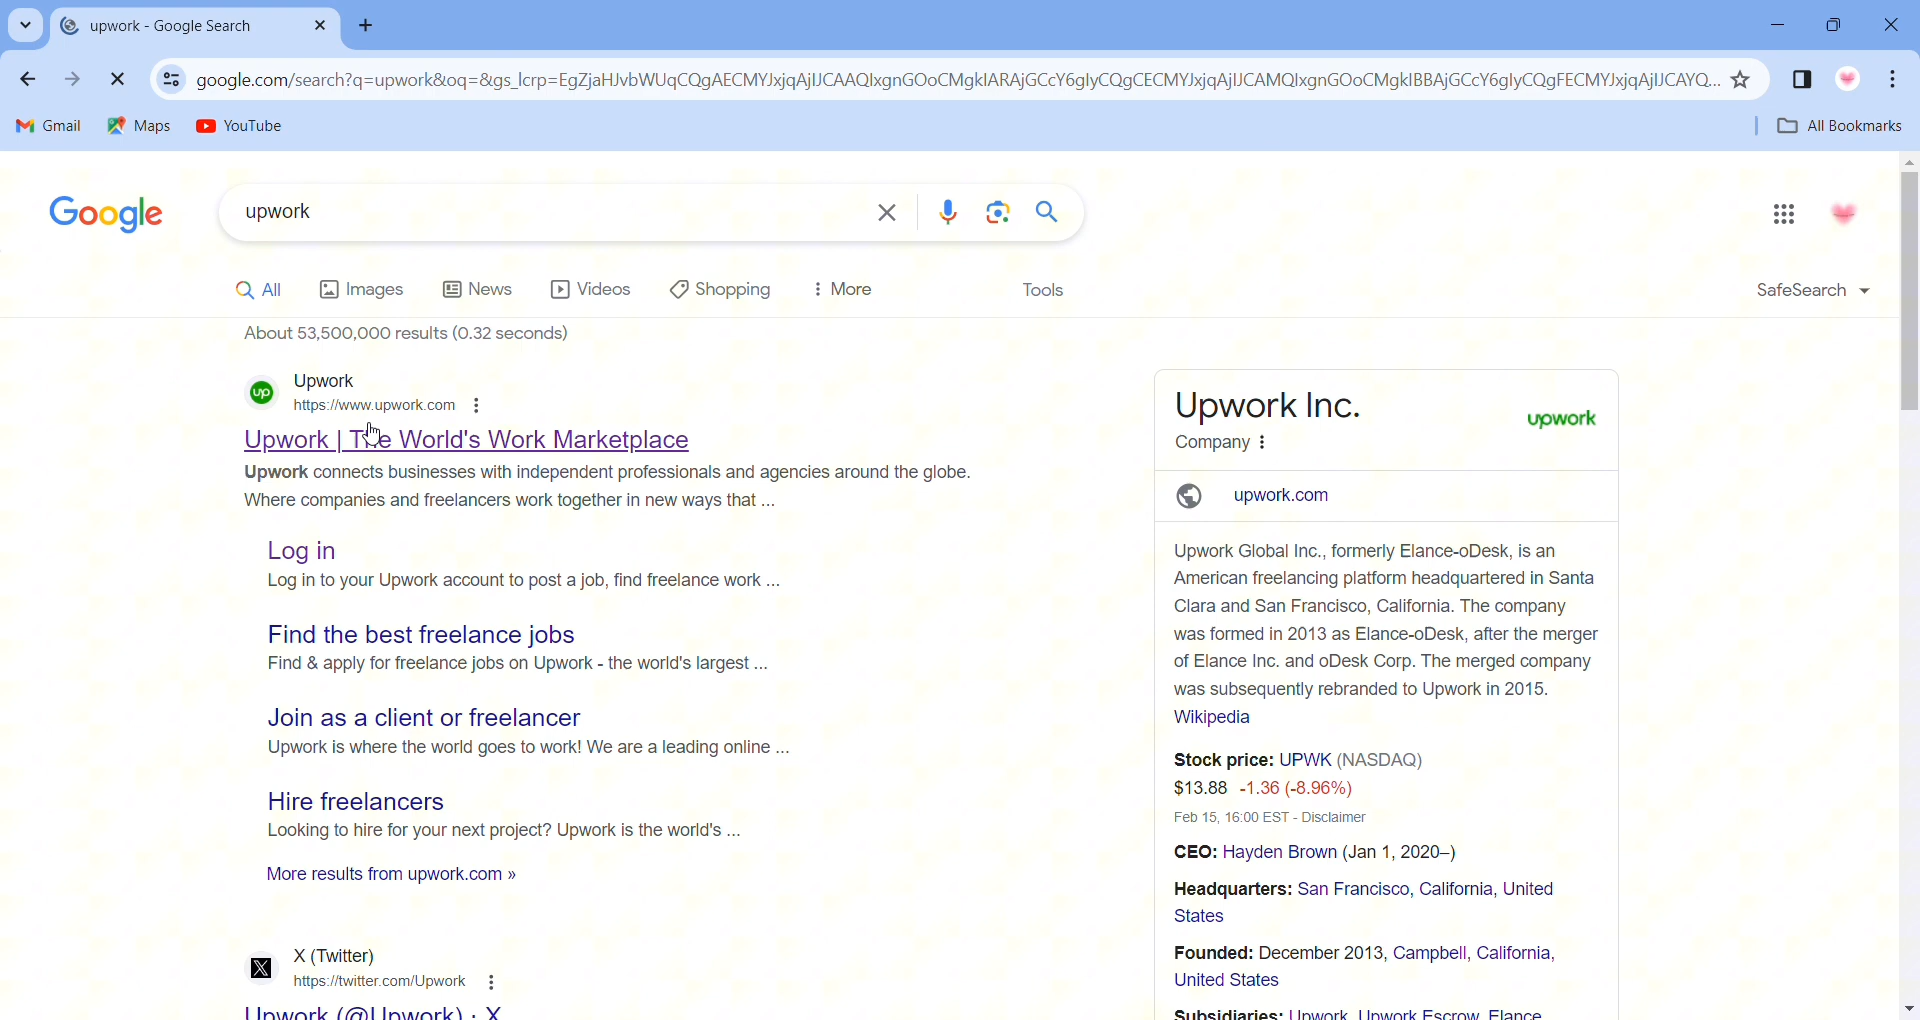 upwork - Google Search
google.com/search?q=upwork&oq=&gs_lcrp=EgZjaHJvbWUqCQgAECMYJxjqAjIJCAAQIxgnGOoCMgkIARAjGCcY6gIyCQgCECMYJxjqAjIJCAMQIxgnGOoCMgkIBBAjGCcY6gIyCQgFECMYJxjqAjIJCAYQ...
Gmail
Maps
YouTube
All Bookmarks
Google
upwork
All
Images
News
Videos
Shopping
More
Tools
SafeSearch
About 53,500,000 results (0.32 seconds)
up
Upwork
https://www.upwork.com
Upwork | The World's Work Marketplace
Upwork connects businesses with independent professionals and agencies around the globe.
Where companies and freelancers work together in new ways that ...
Log in
Log in to your Upwork account to post a job, find freelance work ...
Find the best freelance jobs
Find & apply for freelance jobs on Upwork - the world's largest ...
Join as a client or freelancer
Upwork is where the world goes to work! We are a leading online ...
Hire freelancers
Looking to hire for your next project? Upwork is the world's ...
More results from upwork.com »
X (Twitter)
https://twitter.com/Upwork
Upwork (@Upwork) · X
Upwork Inc.
upwork
Company
upwork.com
Upwork Global Inc., formerly Elance-oDesk, is an
American freelancing platform headquartered in Santa
Clara and San Francisco, California. The company
was formed in 2013 as Elance-oDesk, after the merger
of Elance Inc. and oDesk Corp. The merged company
was subsequently rebranded to Upwork in 2015.
Wikipedia
Stock price: UPWK (NASDAQ)
$13.88 -1.36 (-8.96%)
Feb 15, 16:00 EST - Disclaimer
CEO: Hayden Brown (Jan 1, 2020–)
Headquarters: San Francisco, California, United
States
Founded: December 2013, Campbell, California,
United States
Subsidiaries: Upwork, Upwork Escrow, Elance